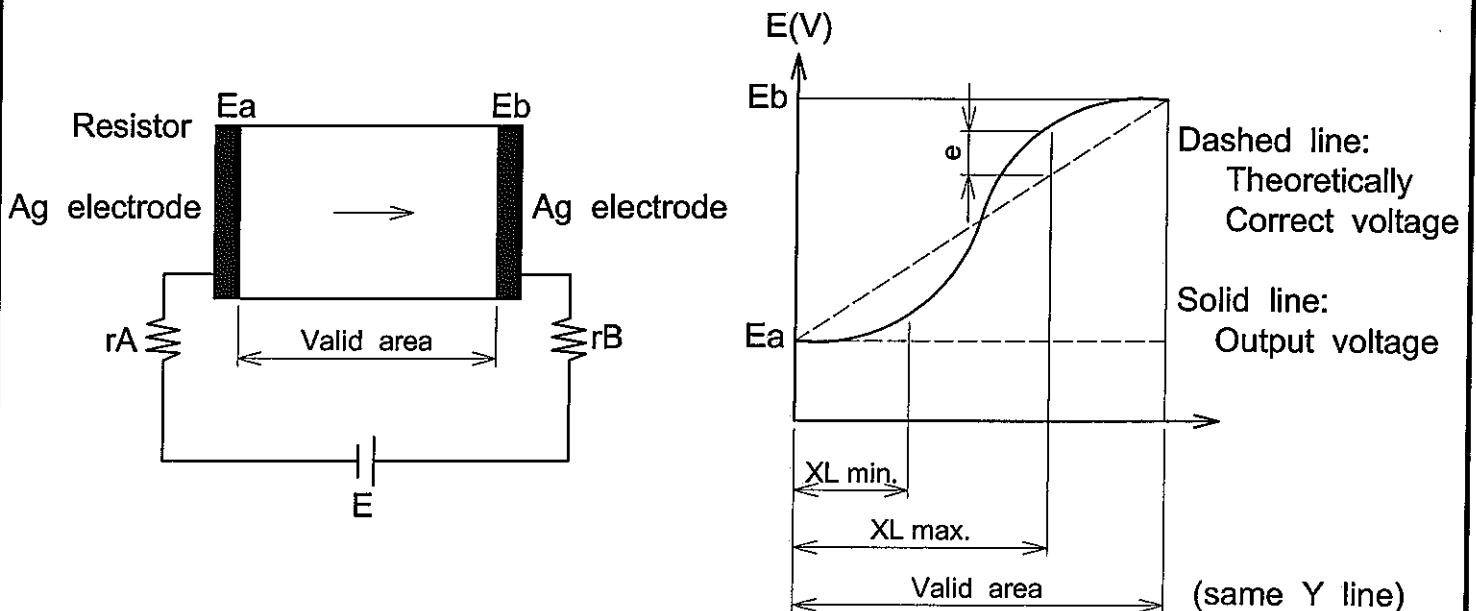 Ea
Eb
Resistor
Ag electrode
Ag electrode
rA
Valid area
rB
E
E(V)
Eb
e
Ea
Dashed line:
Theoretically
Correct voltage
Solid line:
Output voltage
XL min.
XL max.
Valid area
(same Y line)